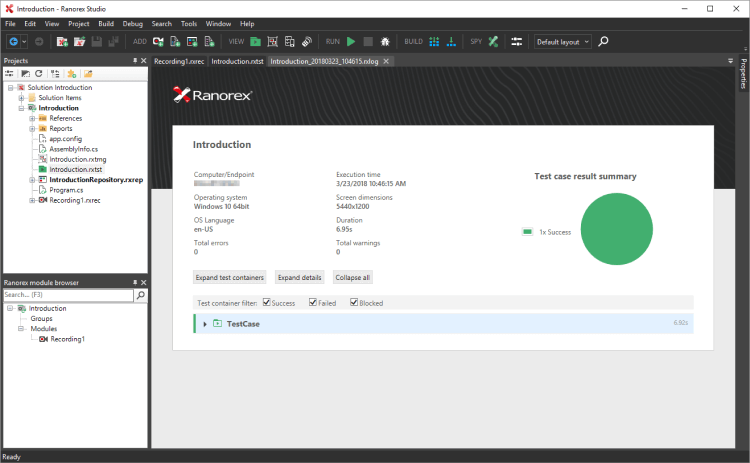 Introduction - Ranorex Studio
File Edit View Project Build Debug Search Tools Window Help
ADD VIEW RUN BUILD SPY Default layout
Projects
Recording1.rxrec Introduction.rxtst Introduction_20180323_104615.rxlog
Properties
Solution Introduction
Solution Items
Introduction
References
Reports
app.config
AssemblyInfo.cs
Introduction.rxtmg
Introduction.rxtst
IntroductionRepository.rxrep
Program.cs
Recording1.rxrec
Ranorex module browser
Search... (F3)
Introduction
Groups
Modules
Recording1
Ranorex®
Introduction
Computer/Endpoint
Execution time
3/23/2018 10:46:15 AM
Operating system
Windows 10 64bit
Screen dimensions
5440x1200
OS Language
en-US
Duration
6.95s
Total errors
0
Total warnings
0
Test case result summary
1x Success
Expand test containers Expand details Collapse all
Test container filter: Success Failed Blocked
TestCase 6.92s
Ready